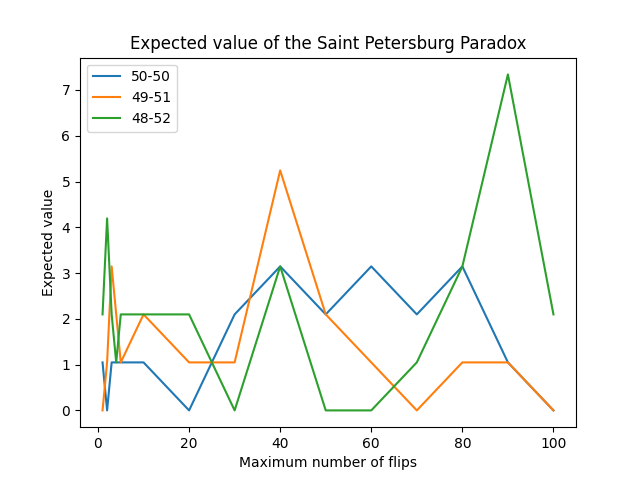 Expected value of the Saint Petersburg Paradox
50-50
49-51
48-52
7
6
5
4
3
2
1
0
Expected value
0 20 40 60 80 100
Maximum number of flips